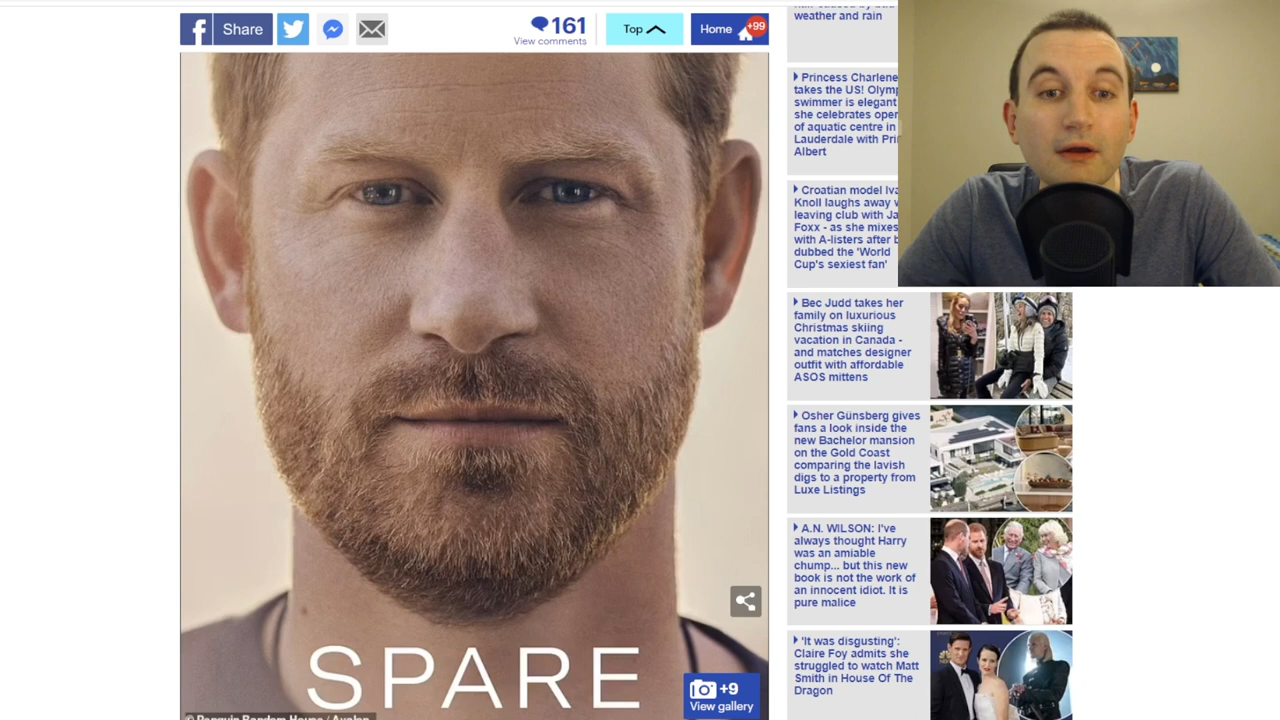 Share
161
View comments
Top
Home
+99
weather and rain
Princess Charlene
takes the US! Olymp
swimmer is elegant
she celebrates oper
of aquatic centre in
Lauderdale with Pri
Albert
Croatian model Iva
Knoll laughs away v
leaving club with Ja
Foxx - as she mixes
with A-listers after b
dubbed the 'World
Cup's sexiest fan'
Bec Judd takes her
family on luxurious
Christmas skiing
vacation in Canada -
and matches designer
outfit with affordable
ASOS mittens
Osher Günsberg gives
fans a look inside the
new Bachelor mansion
on the Gold Coast
comparing the lavish
digs to a property from
Luxe Listings
A.N. WILSON: I've
always thought Harry
was an amiable
chump... but this new
book is not the work of
an innocent idiot. It is
pure malice
'It was disgusting':
Claire Foy admits she
struggled to watch Matt
Smith in House Of The
Dragon
SPARE
+9
View gallery
© Penguin Random House / Avalon